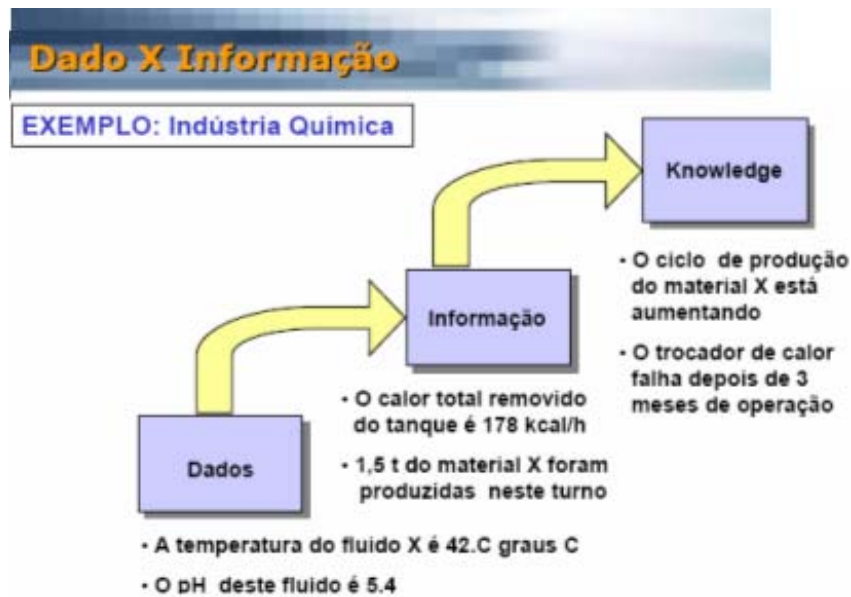 Dado X Informação
EXEMPLO: Indústria Quimica
Knowledge
• O ciclo de produção
do material X está
aumentando
• O trocador de calor
falha depois de 3
meses de operação
Informação
• O calor total removido
do tanque é 178 kcal/h
• 1,5 t do material X foram
produzidas neste turno
Dados
• A temperatura do fluido X é 42.C graus C
• O pH deste fluido é 5.4